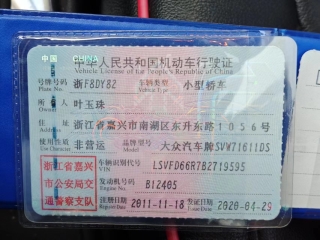 中国 CHINA
中华人民共和国机动车行驶证
Vehicle License of the People's Republic of China
号牌号码 Plate No. 浙F8DY82 车辆类型 Vehicle Type 小型轿车
所有人 Owner 叶玉珠
住址 浙江省嘉兴市南湖区东升东路1056号
使用性质 Use Character 非营运 品牌型号 Model 大众汽车牌SVW71611DS
车辆识别代号 VIN LSVFD66R7B2719595
浙江省嘉兴
市公安局交
通警察支队
发动机号码 Engine No. B1Z405
注册日期 2011-11-18 发证日期 2020-04-29